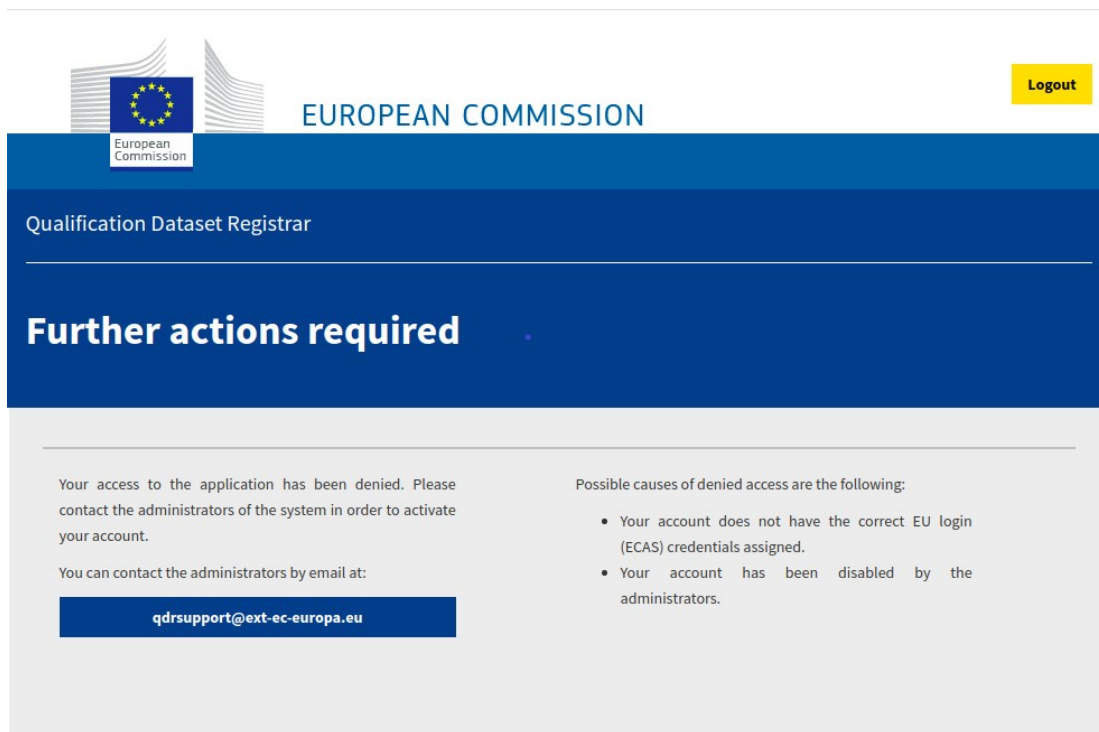 Logout
EUROPEAN COMMISSION
European
Commission
Qualification Dataset Registrar
Further actions required
Your access to the application has been denied. Please
contact the administrators of the system in order to activate
your account.
You can contact the administrators by email at:
qdrsupport@ext-ec-europa.eu
Possible causes of denied access are the following:
• Your account does not have the correct EU login
(ECAS) credentials assigned.
• Your account has been disabled by the
administrators.